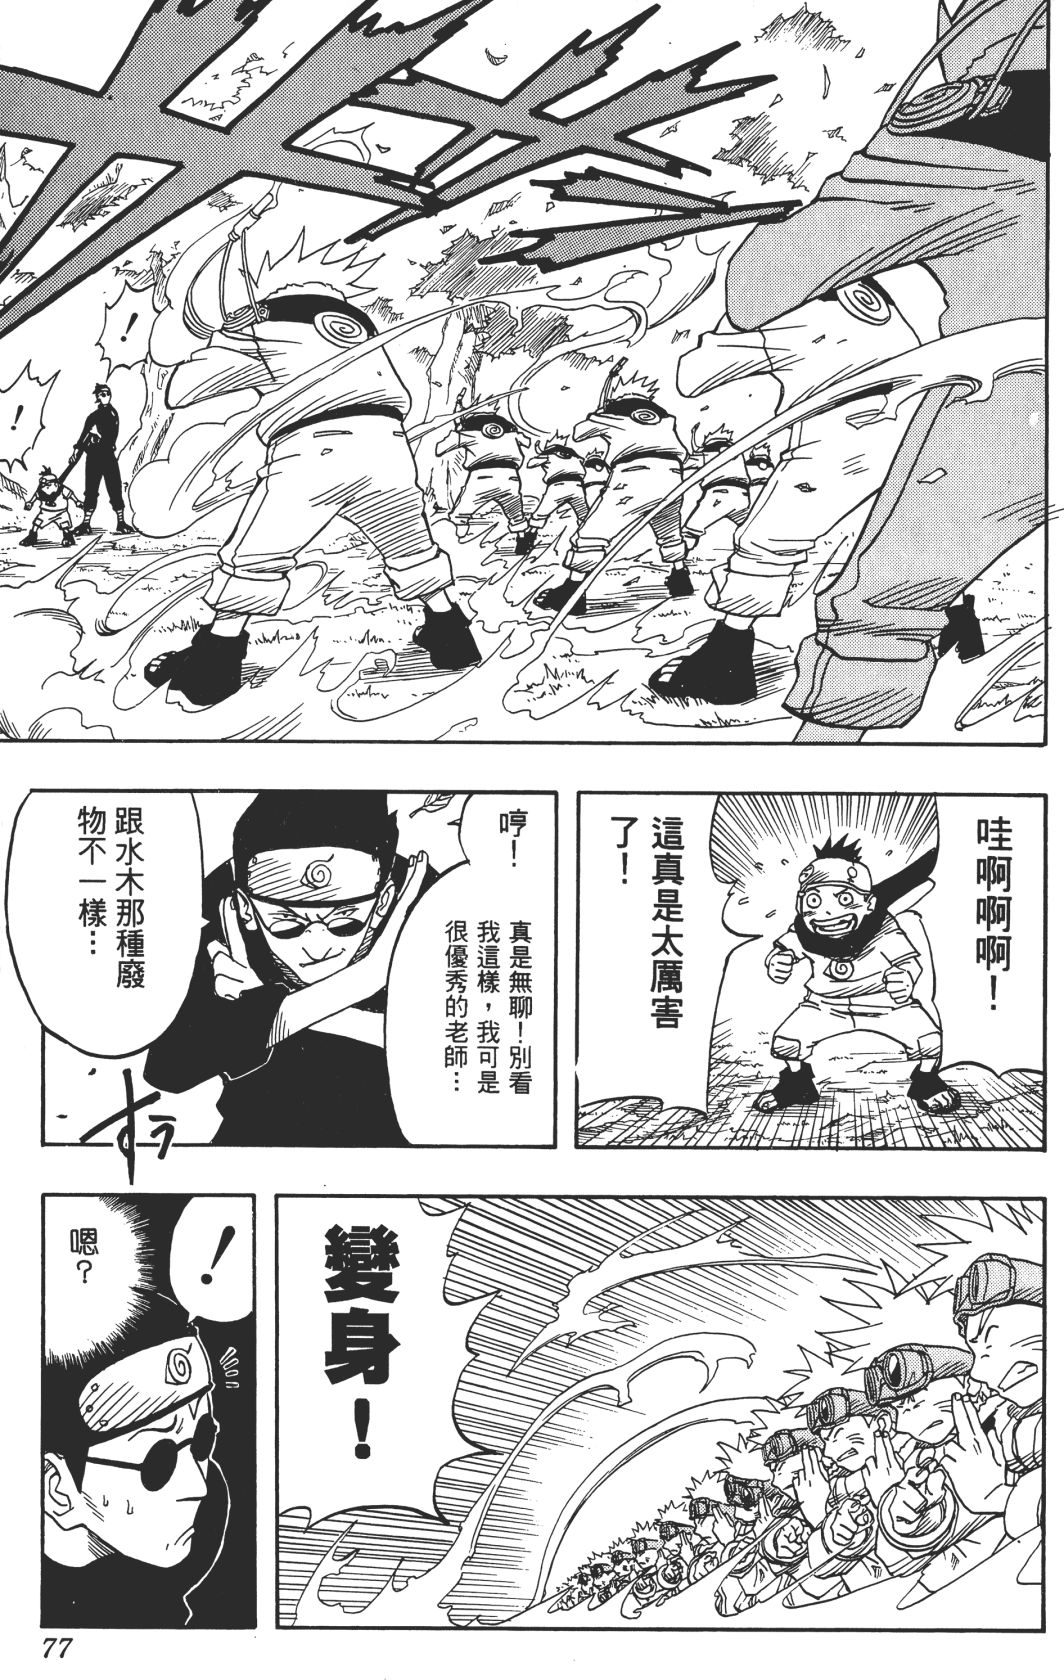 !
!
哇啊啊啊！
這真是太厲害
了！
哼！
真是無聊！別看
我這樣，我可是
很優秀的老師…
跟水木那種廢
物不一樣…
すぅ
變身！
！
嗯？
77